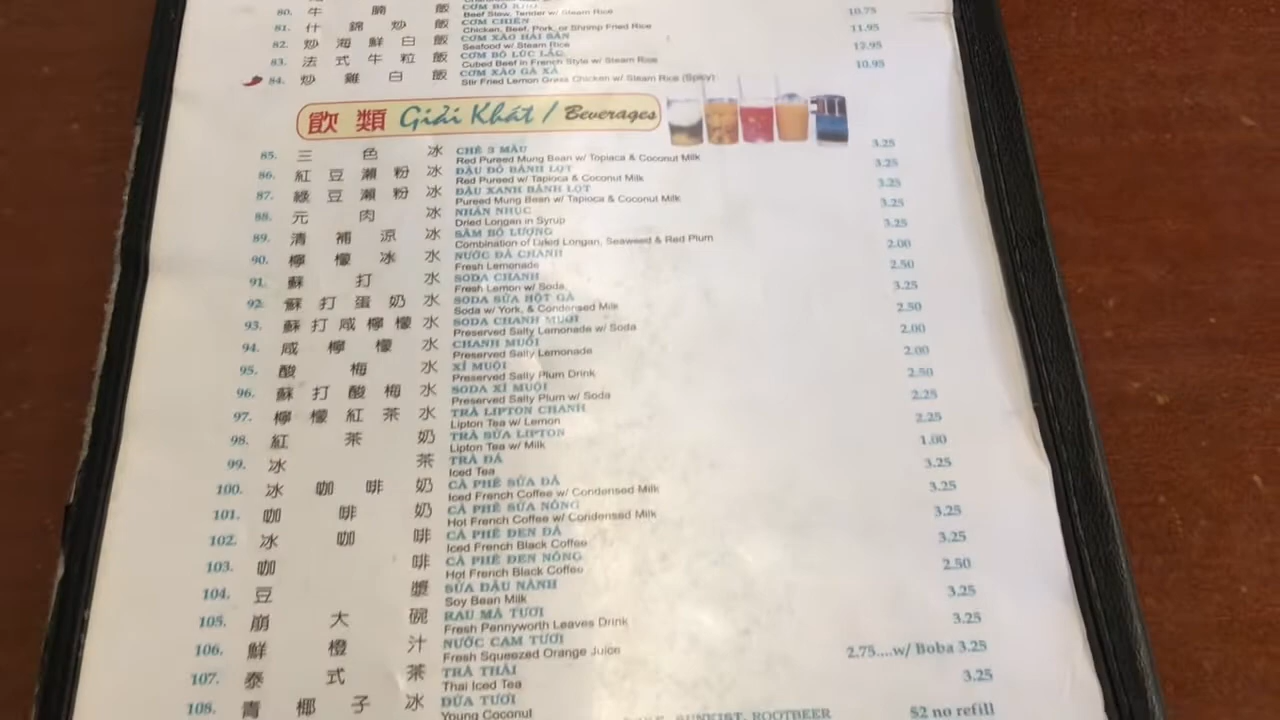 80. 牛腩飯 CƠM BÒ KHO
Beef Stew, Tender w/ Steam Rice
81. 什錦炒飯 CƠM CHIÊN 10.75
Chicken, Beef, Pork, or Shrimp Fried Rice
82. 炒海鮮白飯 CƠM XÀO HẢI SẢN 11.95
Seafood w/ Steam Rice
83. 法式牛粒飯 CƠM BÒ LÚC LẮC 12.95
Cubed Beef in French Style w/ Steam Rice
84. 炒雞白飯 CƠM XÀO GÀ XẢ 10.95
Stir Fried Lemon Grass Chicken w/ Steam Rice (Spicy)
飲類 Giải Khát / Beverages
85. 三色冰 CHÈ 3 MÀU 3.25
Red Pureed Mung Bean w/ Topiaca & Coconut Milk
86. 紅豆瀨粉冰 ĐẬU ĐỎ BÁNH LỌT 3.25
Red Pureed w/ Tapioca & Coconut Milk
87. 綠豆瀨粉冰 ĐẬU XANH BÁNH LỌT 3.25
Pureed Mung Bean w/ Tapioca & Coconut Milk
88. 元肉冰 NHÃN NHỤC 3.25
Dried Longan in Syrup
89. 清補涼冰 SÂM BỔ LƯỢNG 3.25
Combination of Dried Longan, Seaweed & Red Plum
90. 檸檬冰水 NƯỚC ĐÁ CHANH 2.00
Fresh Lemonade
91. 蘇打水 SODA CHANH 2.50
Fresh Lemon w/ Soda
92. 蘇打蛋奶水 SODA SỮA HỘT GÀ 3.25
Soda w/ York, & Condensed Milk
93. 蘇打咸檸檬水 SODA CHANH MUỐI 2.50
Preserved Salty Lemonade w/ Soda
94. 咸檸檬水 CHANH MUỐI 2.00
Preserved Salty Lemonade
95. 酸梅水 XÍ MUỘI 2.00
Preserved Salty Plum Drink
96. 蘇打酸梅水 SODA XÍ MUỘI 2.50
Preserved Salty Plum w/ Soda
97. 檸檬紅茶水 TRÀ LIPTON CHANH 2.25
Lipton Tea w/ Lemon
98. 紅茶奶 TRÀ SỮA LIPTON 2.25
Lipton Tea w/ Milk
99. 冰茶 TRÀ ĐÁ 1.00
Iced Tea
100. 冰咖啡奶 CÀ PHÊ SỮA ĐÁ 3.25
Iced French Coffee w/ Condensed Milk
101. 咖啡奶 CÀ PHÊ SỮA NÓNG 3.25
Hot French Coffee w/ Condensed Milk
102. 冰咖啡 CÀ PHÊ ĐEN ĐÁ 3.25
Iced French Black Coffee
103. 咖啡 CÀ PHÊ ĐEN NÓNG 3.25
Hot French Black Coffee
104. 豆漿 SỮA ĐẬU NÀNH 2.50
Soy Bean Milk
105. 崩大碗 RAU MÁ TƯƠI 3.25
Fresh Pennyworth Leaves Drink
106. 鮮橙汁 NƯỚC CAM TƯƠI 3.25
Fresh Squeezed Orange Juice
107. 泰式茶 TRÀ THÁI 2.75....w/ Boba 3.25
Thai Iced Tea
108. 青椰子冰 DỪA TƯƠI 3.25
Young Coconut
SUNKIST, ROOTBEER $2 no refill